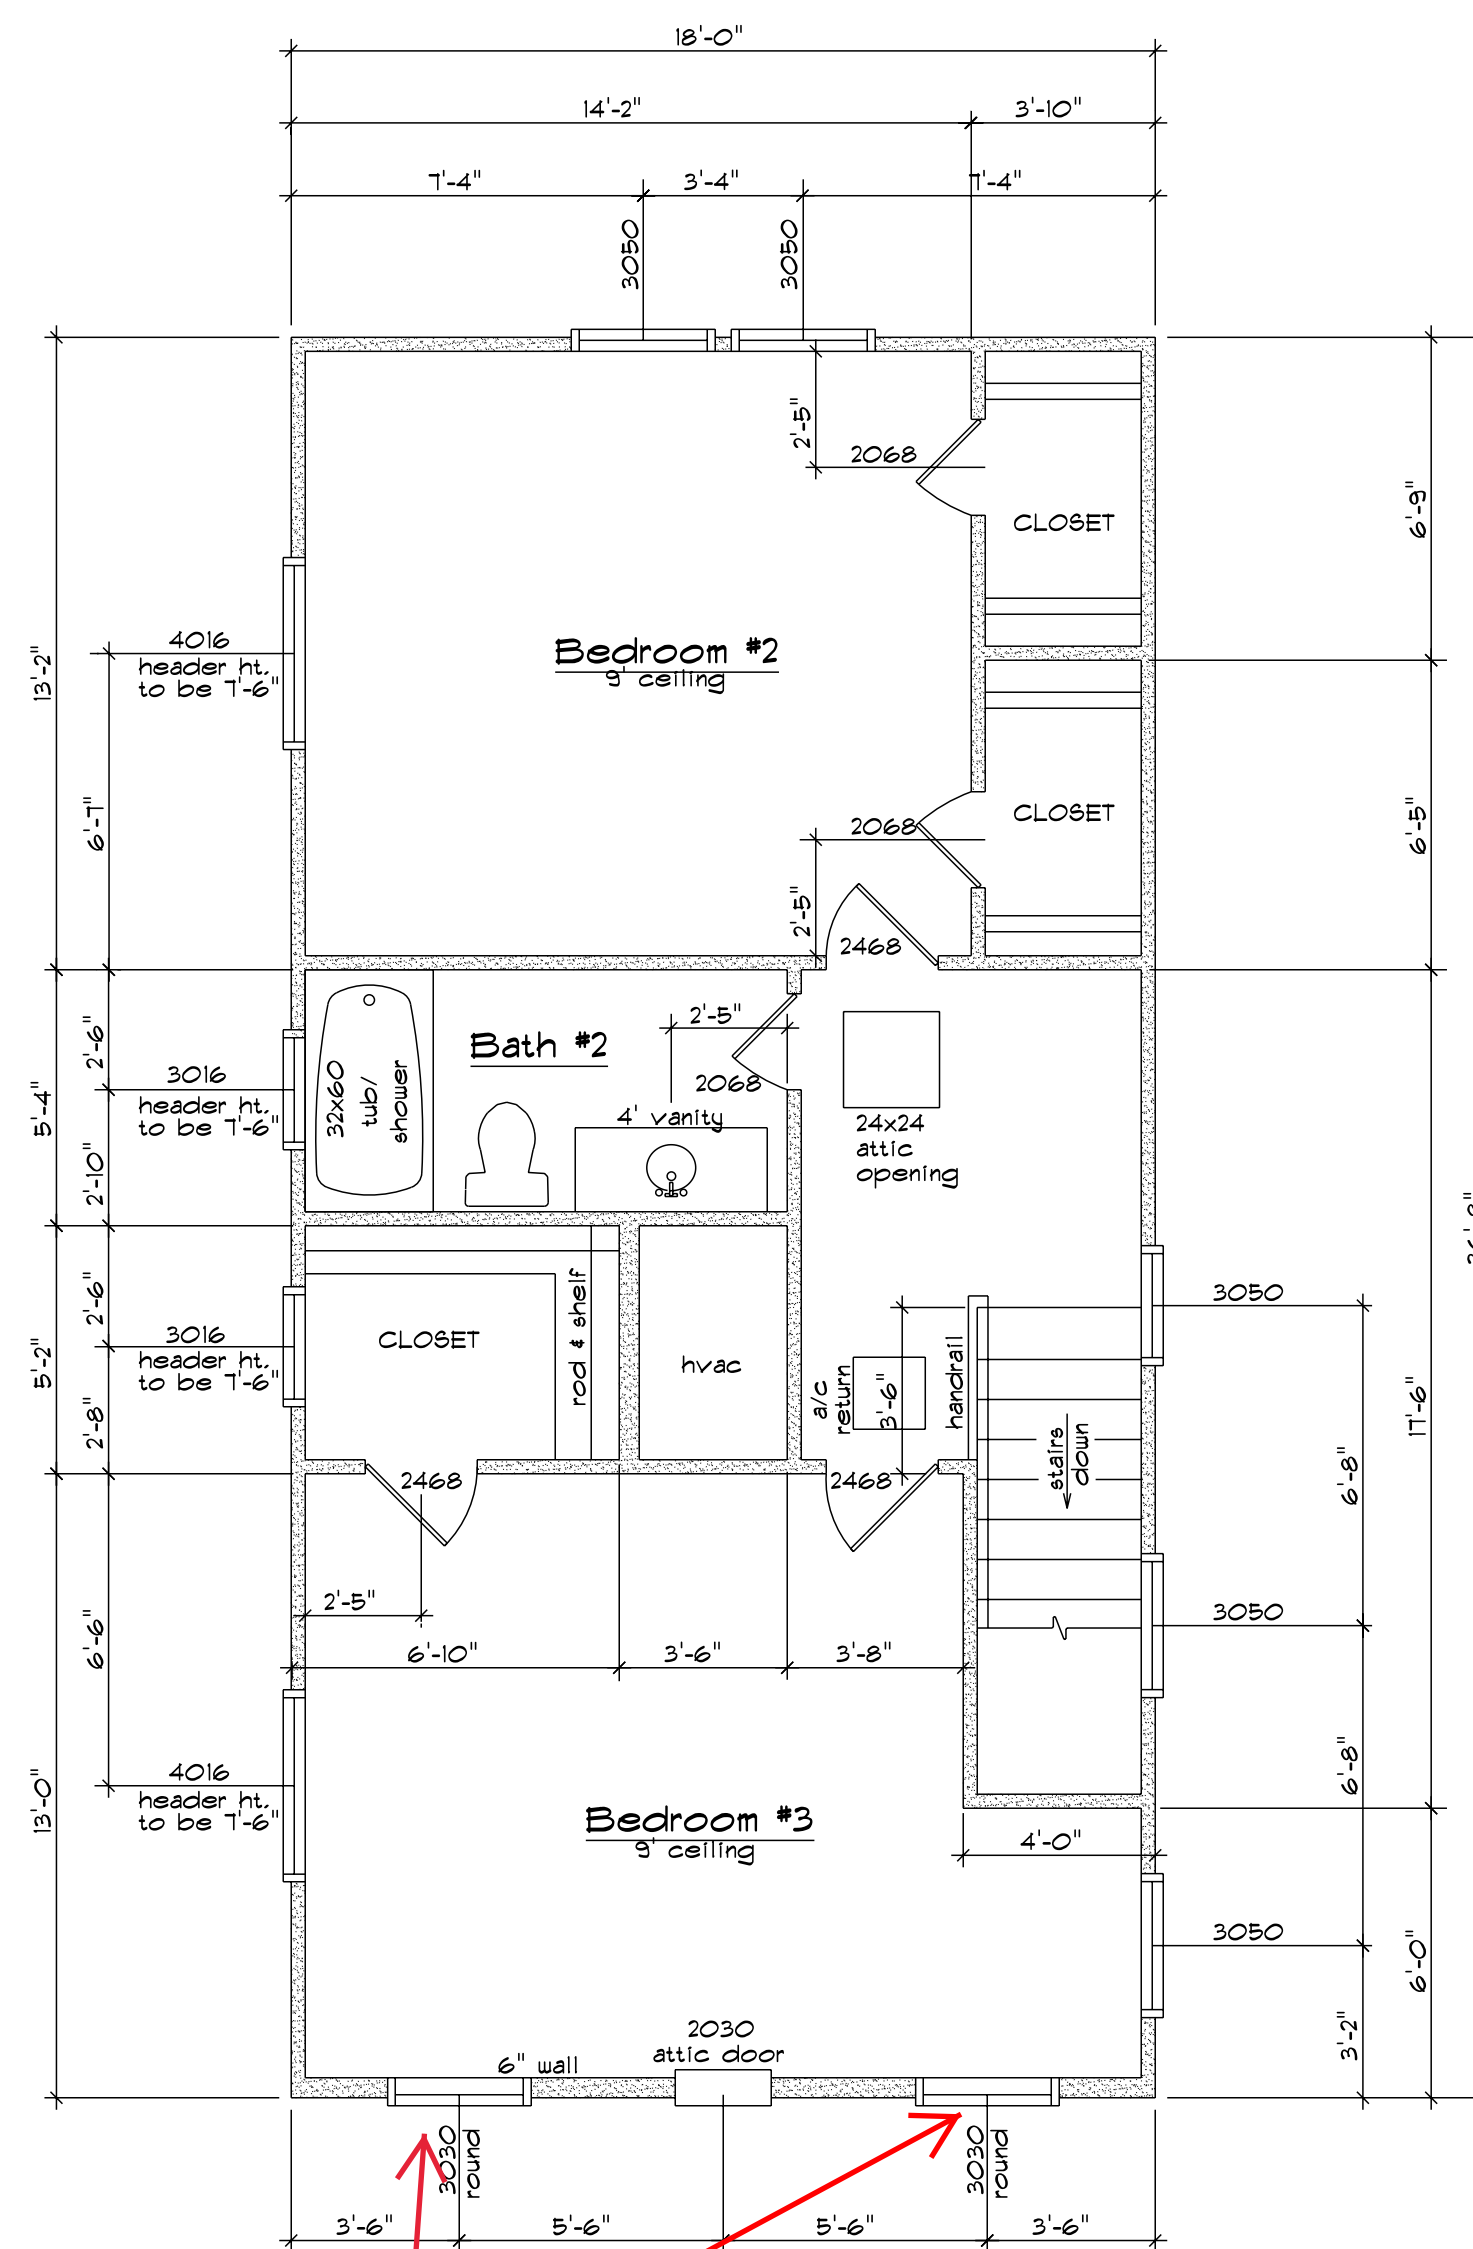 18'-0"
14'-2"
3'-10"
7'-4"
3'-4"
7'-4"
3050
3050
2'-5"
2068
CLOSET
6'-9"
13'-2"
4016
header ht.
to be 7'-6"
Bedroom #2
9' ceiling
6'-7"
2068
CLOSET
6'-5"
2'-5"
2468
2'-6"
5'-4"
3016
header ht.
to be 7'-6"
2'-10"
32x60
tub/
shower
Bath #2
2'-5"
2068
4' vanity
24x24
attic
opening
2'-6"
5'-2"
3016
header ht.
to be 7'-6"
2'-8"
CLOSET
rod & shelf
hvac
a/c
return
3'-6"
handrail
stairs
down
3050
17'-6"
6'-8"
2468
2468
2'-5"
6'-10"
3'-6"
3'-8"
3050
6'-6"
13'-0"
4016
header ht.
to be 7'-6"
Bedroom #3
9' ceiling
4'-0"
6'-8"
3050
6'-0"
3'-2"
2030
attic door
6" wall
3030
round
3030
round
3'-6"
5'-6"
5'-6"
3'-6"